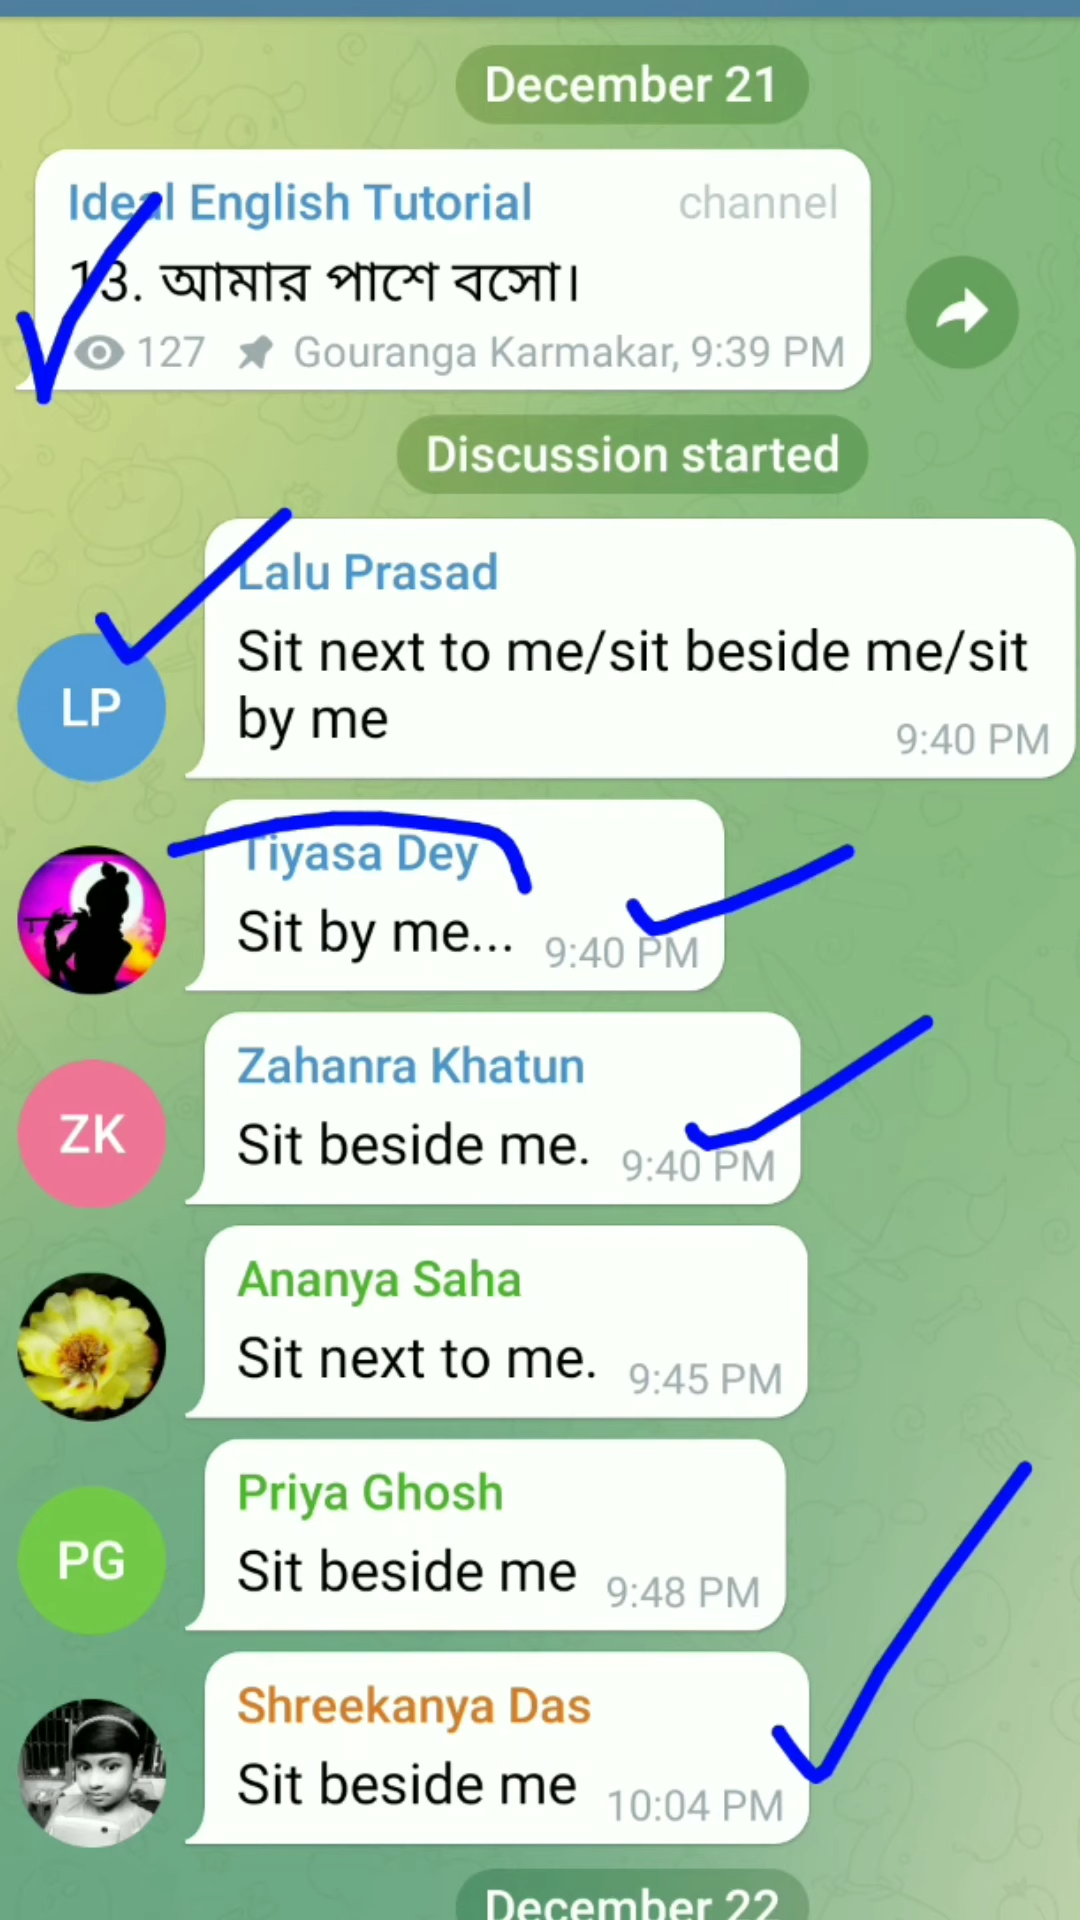 December 21
Ideal English Tutorial channel
13. আমার পাশে বসো।
127 Gouranga Karmakar, 9:39 PM
Discussion started
Lalu Prasad
Sit next to me/sit beside me/sit
by me
9:40 PM
LP
Tiyasa Dey
Sit by me... 9:40 PM
Zahanra Khatun
ZK
Sit beside me. 9:40 PM
Ananya Saha
Sit next to me. 9:45 PM
Priya Ghosh
PG
Sit beside me 9:48 PM
Shreekanya Das
Sit beside me 10:04 PM
December 22